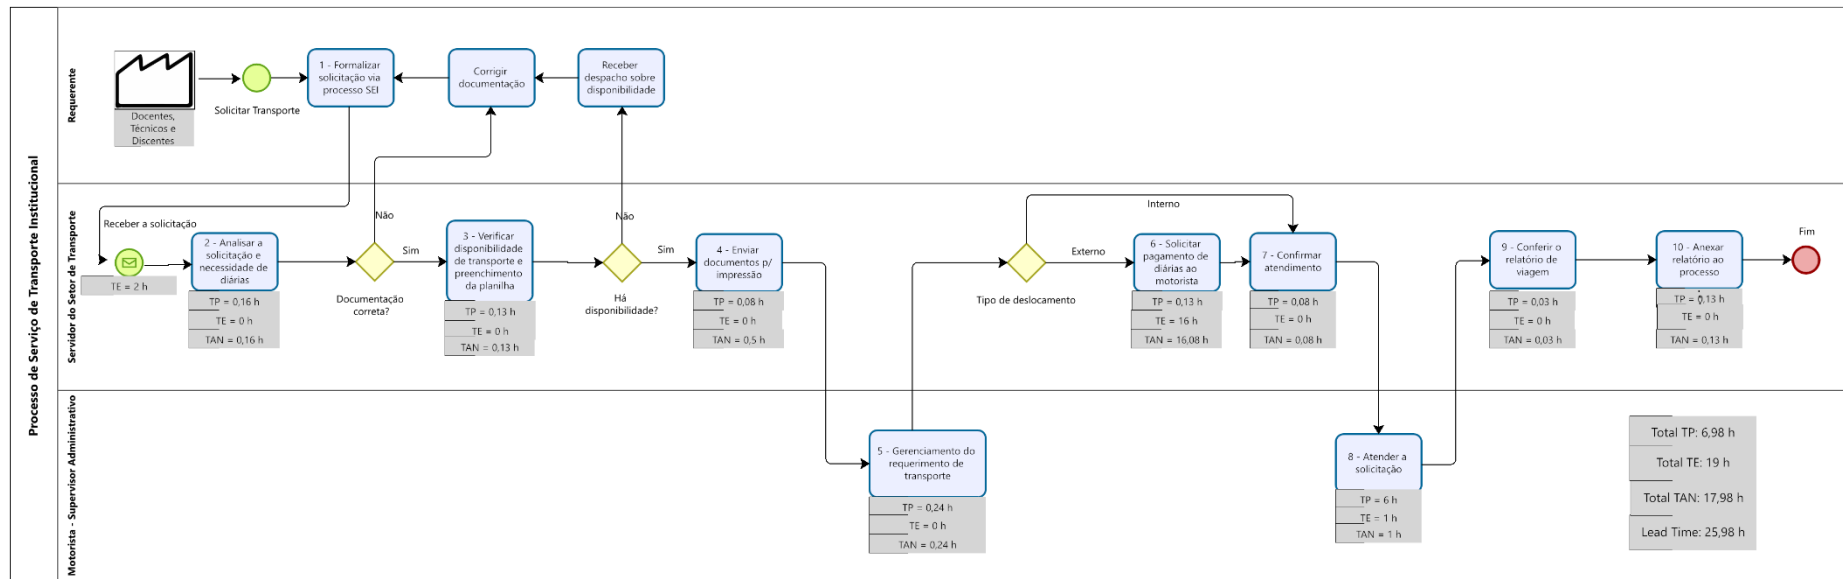 Processo de Serviço de Transporte Institucional
Requerente
Docentes,
Técnicos e
Discentes
Solicitar Transporte
1 - Formalizar
solicitação via
processo SEI
Corrigir
documentação
Receber
despacho sobre
disponibilidade
Servidor do Setor de Transporte
Receber a solicitação
TE = 2 h
2 - Analisar a
solicitação e
necessidade de
diárias
TP = 0,16 h
TE = 0 h
TAN = 0,16 h
Não
Sim
Documentação
correta?
3 - Verificar
disponibilidade
de transporte e
preenchimento
da planilha
TP = 0,13 h
TE = 0 h
TAN = 0,13 h
Não
Sim
Há
disponibilidade?
4 - Enviar
documentos p/
impressão
TP = 0,08 h
TE = 0 h
TAN = 0,5 h
Interno
Externo
Tipo de deslocamento
6 - Solicitar
pagamento de
diárias ao
motorista
TP = 0,13 h
TE = 16 h
TAN = 16,08 h
7 - Confirmar
atendimento
TP = 0,08 h
TE = 0 h
TAN = 0,08 h
9 - Conferir o
relatório de
viagem
TP = 0,03 h
TE = 0 h
TAN = 0,03 h
10 - Anexar
relatório ao
processo
TP = 0,13 h
TE = 0 h
TAN = 0,13 h
Fim
Motorista - Supervisor Administrativo
5 - Gerenciamento do
requerimento de
transporte
TP = 0,24 h
TE = 0 h
TAN = 0,24 h
8 - Atender a
solicitação
TP = 6 h
TE = 1 h
TAN = 1 h
Total TP: 6,98 h
Total TE: 19 h
Total TAN: 17,98 h
Lead Time: 25,98 h